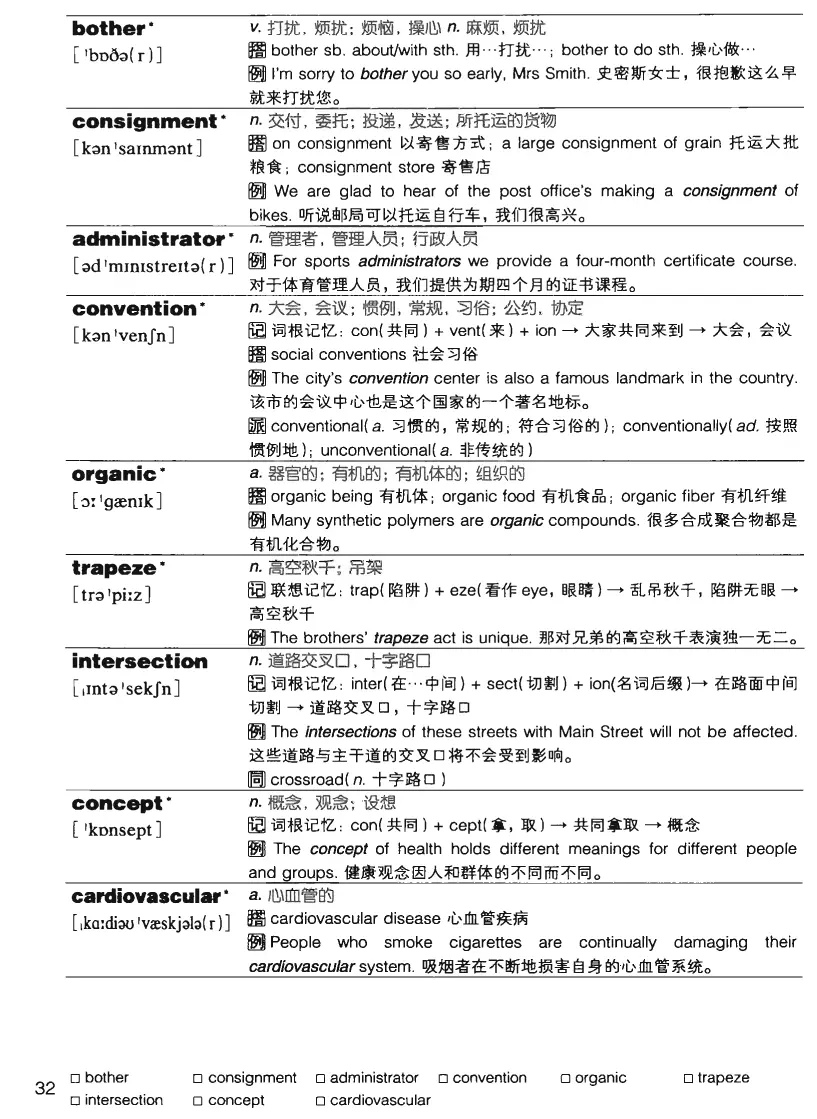 bother* v. 打扰，烦扰；烦恼，操心 n. 麻烦，烦扰
[ ˈbɒðə(r)] 搭 bother sb. about/with sth. 用…打扰…；bother to do sth. 操心做…
例 I'm sorry to bother you so early, Mrs Smith. 史密斯女士，很抱歉这么早
就来打扰您。
consignment* n. 交付，委托；投递，发送；所托运的货物
[kənˈsaɪnmənt] 搭 on consignment 以寄售方式；a large consignment of grain 托运大批
粮食；consignment store 寄售店
例 We are glad to hear of the post office's making a consignment of
bikes. 听说邮局可以托运自行车，我们很高兴。
administrator* n. 管理者，管理人员；行政人员
[ədˈmɪnɪstreɪtə(r)] 例 For sports administrators we provide a four-month certificate course.
对于体育管理人员，我们提供为期四个月的证书课程。
convention* n. 大会，会议；惯例，常规，习俗；公约，协定
[kənˈvenʃn] 记 词根记忆：con(共同) + vent(来) + ion → 大家共同来到 → 大会，会议
搭 social conventions 社会习俗
例 The city's convention center is also a famous landmark in the country.
该市的会议中心也是这个国家的一个著名地标。
派 conventional(a. 习惯的，常规的；符合习俗的)；conventionally(ad. 按照
惯例地)；unconventional(a. 非传统的)
organic* a. 器官的；有机的；有机体的；组织的
[ɔːˈɡænɪk] 搭 organic being 有机体；organic food 有机食品；organic fiber 有机纤维
例 Many synthetic polymers are organic compounds. 很多合成聚合物都是
有机化合物。
trapeze* n. 高空秋千；吊架
[trəˈpiːz] 记 联想记忆：trap(陷阱) + eze(看作 eye，眼睛) → 乱吊秋千，陷阱无眼 →
高空秋千
例 The brothers' trapeze act is unique. 那对兄弟的高空秋千表演独一无二。
intersection n. 道路交叉口，十字路口
[ˌɪntəˈsekʃn] 记 词根记忆：inter(在…中间) + sect(切割) + ion(名词后缀)→ 在路面中间
切割 → 道路交叉口，十字路口
例 The intersections of these streets with Main Street will not be affected.
这些道路与主干道的交叉口将不会受到影响。
同 crossroad(n. 十字路口)
concept* n. 概念，观念；设想
[ ˈkɒnsept] 记 词根记忆：con(共同) + cept(拿，取) → 共同拿取 → 概念
例 The concept of health holds different meanings for different people
and groups. 健康观念因人和群体的不同而不同。
cardiovascular* a. 心血管的
[ˌkɑːdiəʊˈvæskjələ(r)] 搭 cardiovascular disease 心血管疾病
例 People who smoke cigarettes are continually damaging their
cardiovascular system. 吸烟者在不断地损害自身的心血管系统。
32 □ bother □ consignment □ administrator □ convention □ organic □ trapeze
□ intersection □ concept □ cardiovascular